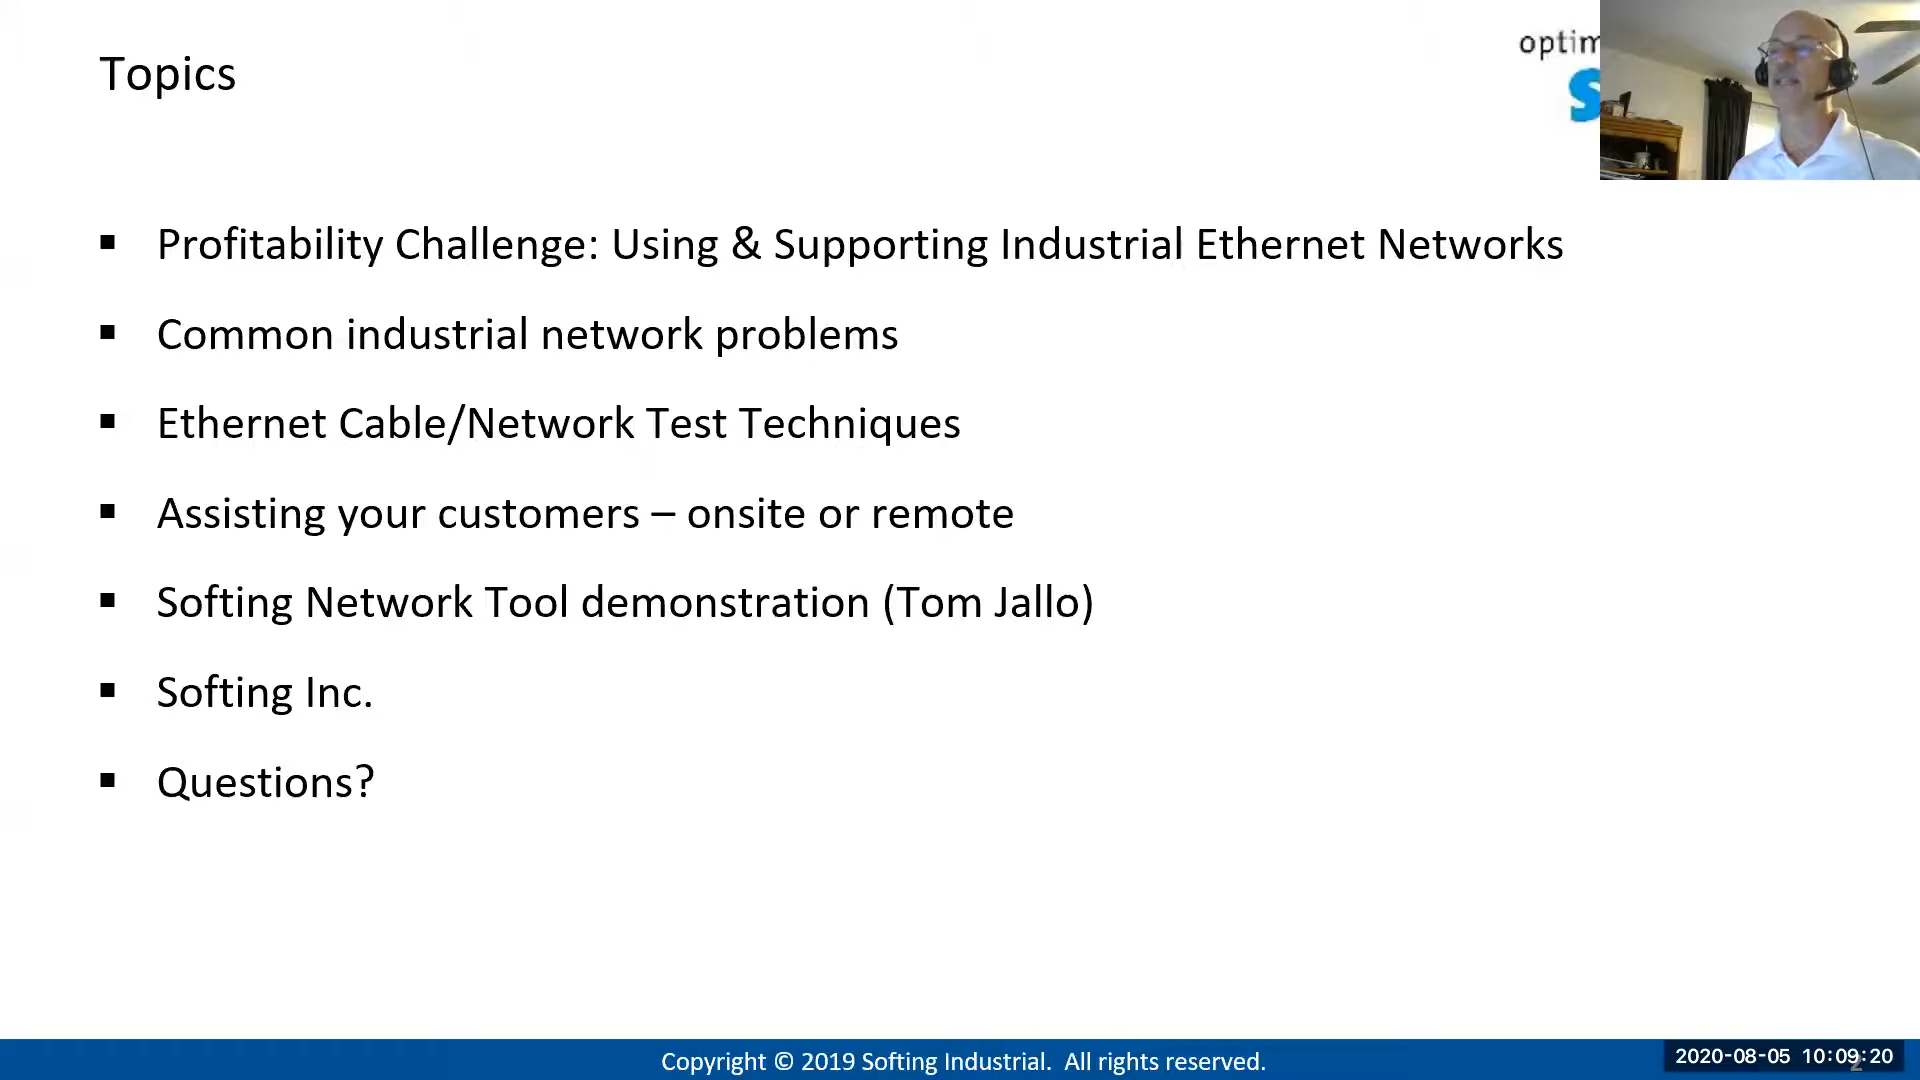 Topics
optim
S
▪ Profitability Challenge: Using & Supporting Industrial Ethernet Networks
▪ Common industrial network problems
▪ Ethernet Cable/Network Test Techniques
▪ Assisting your customers – onsite or remote
▪ Softing Network Tool demonstration (Tom Jallo)
▪ Softing Inc.
▪ Questions?
Copyright © 2019 Softing Industrial. All rights reserved.
2020-08-05 10:09:20
2